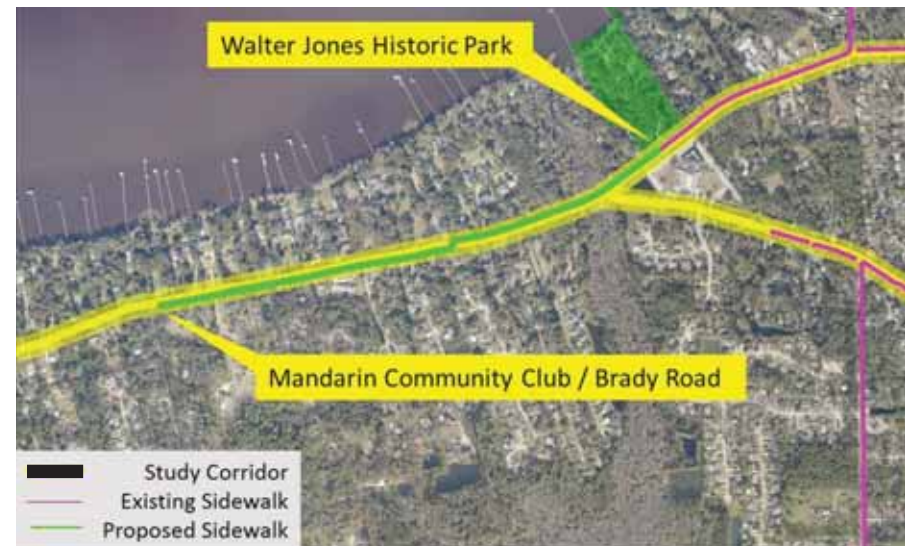 Walter Jones Historic Park
Mandarin Community Club / Brady Road
Study Corridor
Existing Sidewalk
Proposed Sidewalk